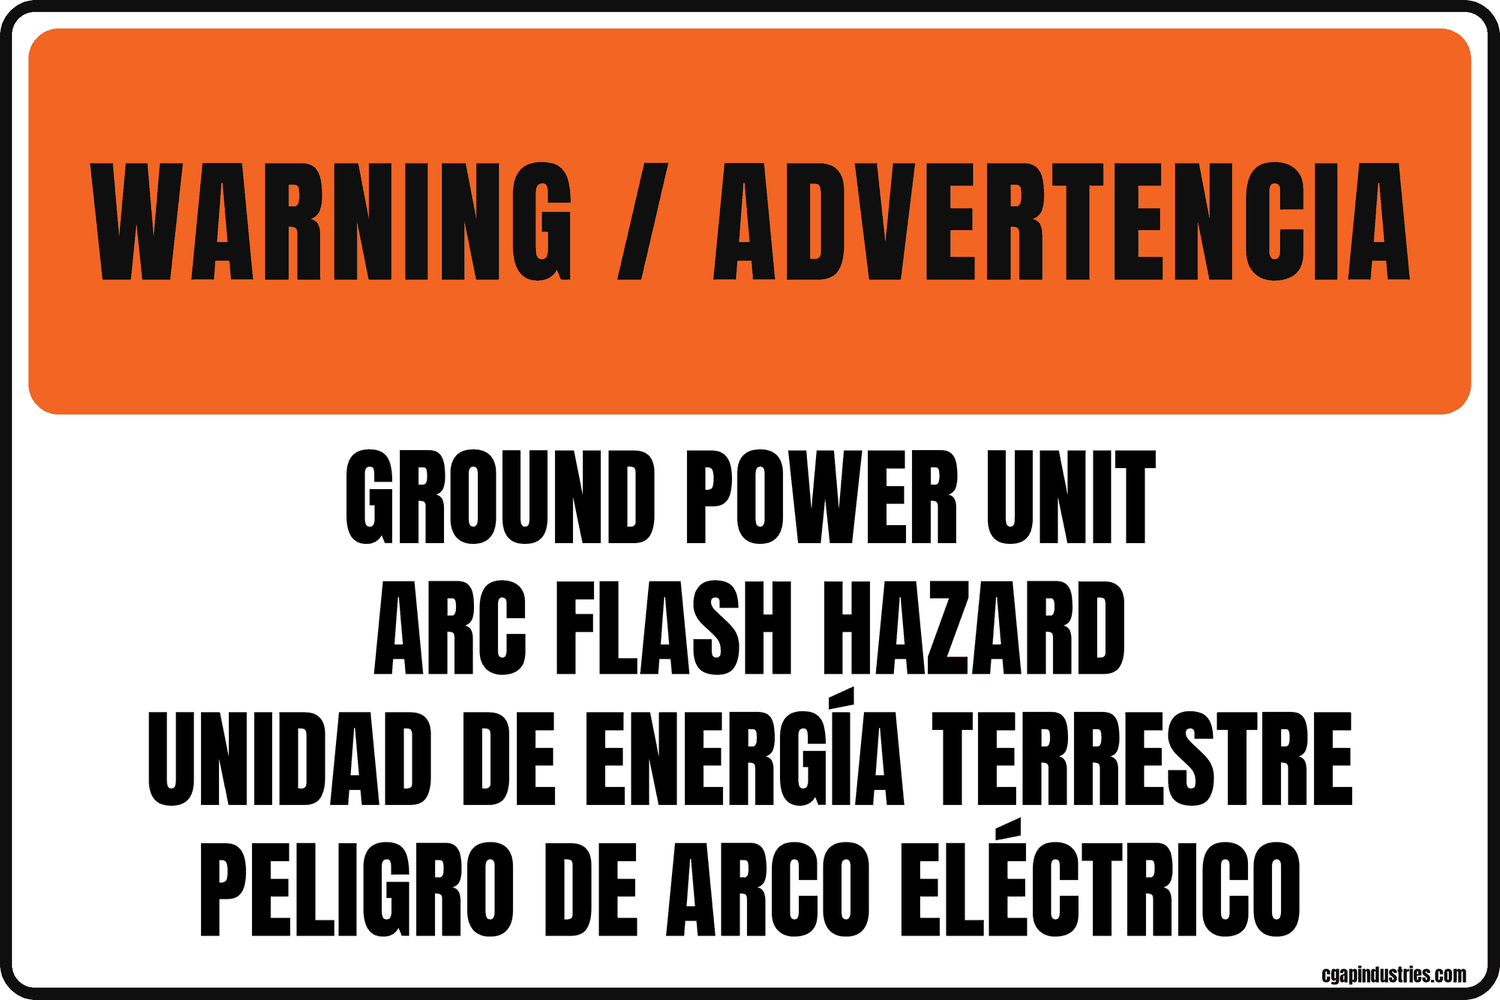 WARNING / ADVERTENCIA
GROUND POWER UNIT
ARC FLASH HAZARD
UNIDAD DE ENERGÍA TERRESTRE
PELIGRO DE ARCO ELÉCTRICO
cgapindustries.com